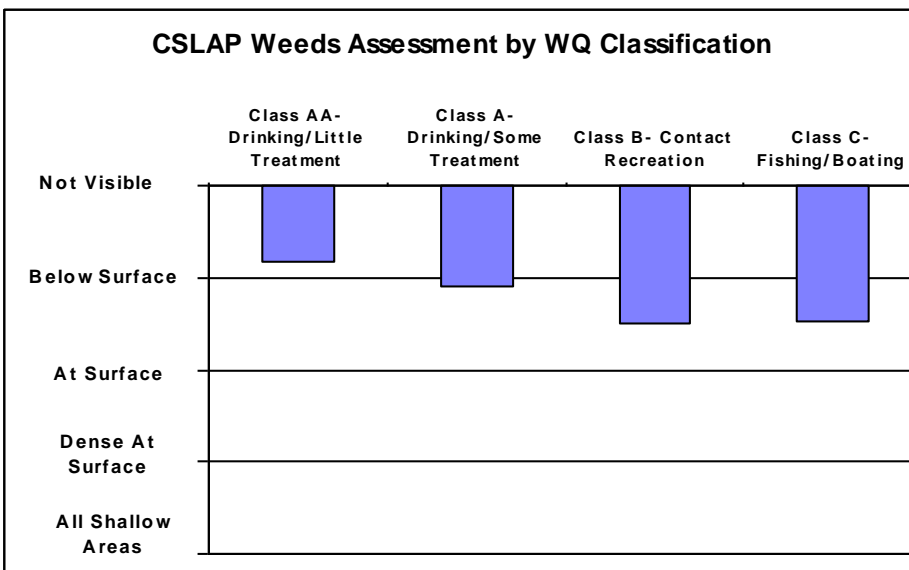 CSLAP Weeds Assessment by WQ Classification
Class AA-
Drinking/Little
Treatment
Class A-
Drinking/Some
Treatment
Class B- Contact
Recreation
Class C-
Fishing/Boating
Not Visible
Below Surface
At Surface
Dense At
Surface
All Shallow
Areas